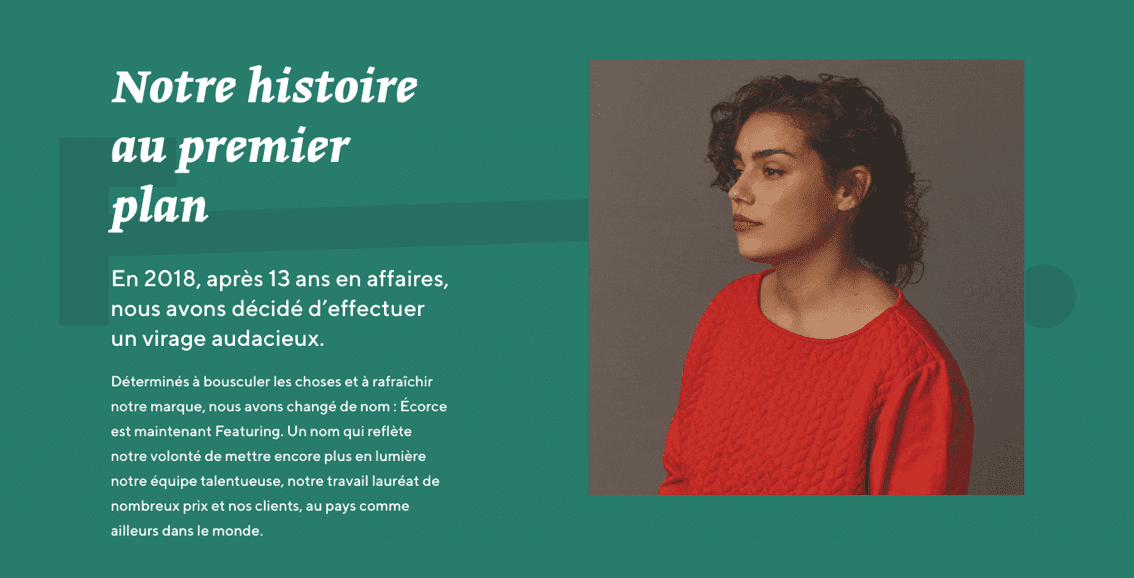 Notre histoire
au premier
plan
En 2018, après 13 ans en affaires,
nous avons décidé d’effectuer
un virage audacieux.
Déterminés à bousculer les choses et à rafraîchir
notre marque, nous avons changé de nom : Écorce
est maintenant Featuring. Un nom qui reflète
notre volonté de mettre encore plus en lumière
notre équipe talentueuse, notre travail lauréat de
nombreux prix et nos clients, au pays comme
ailleurs dans le monde.